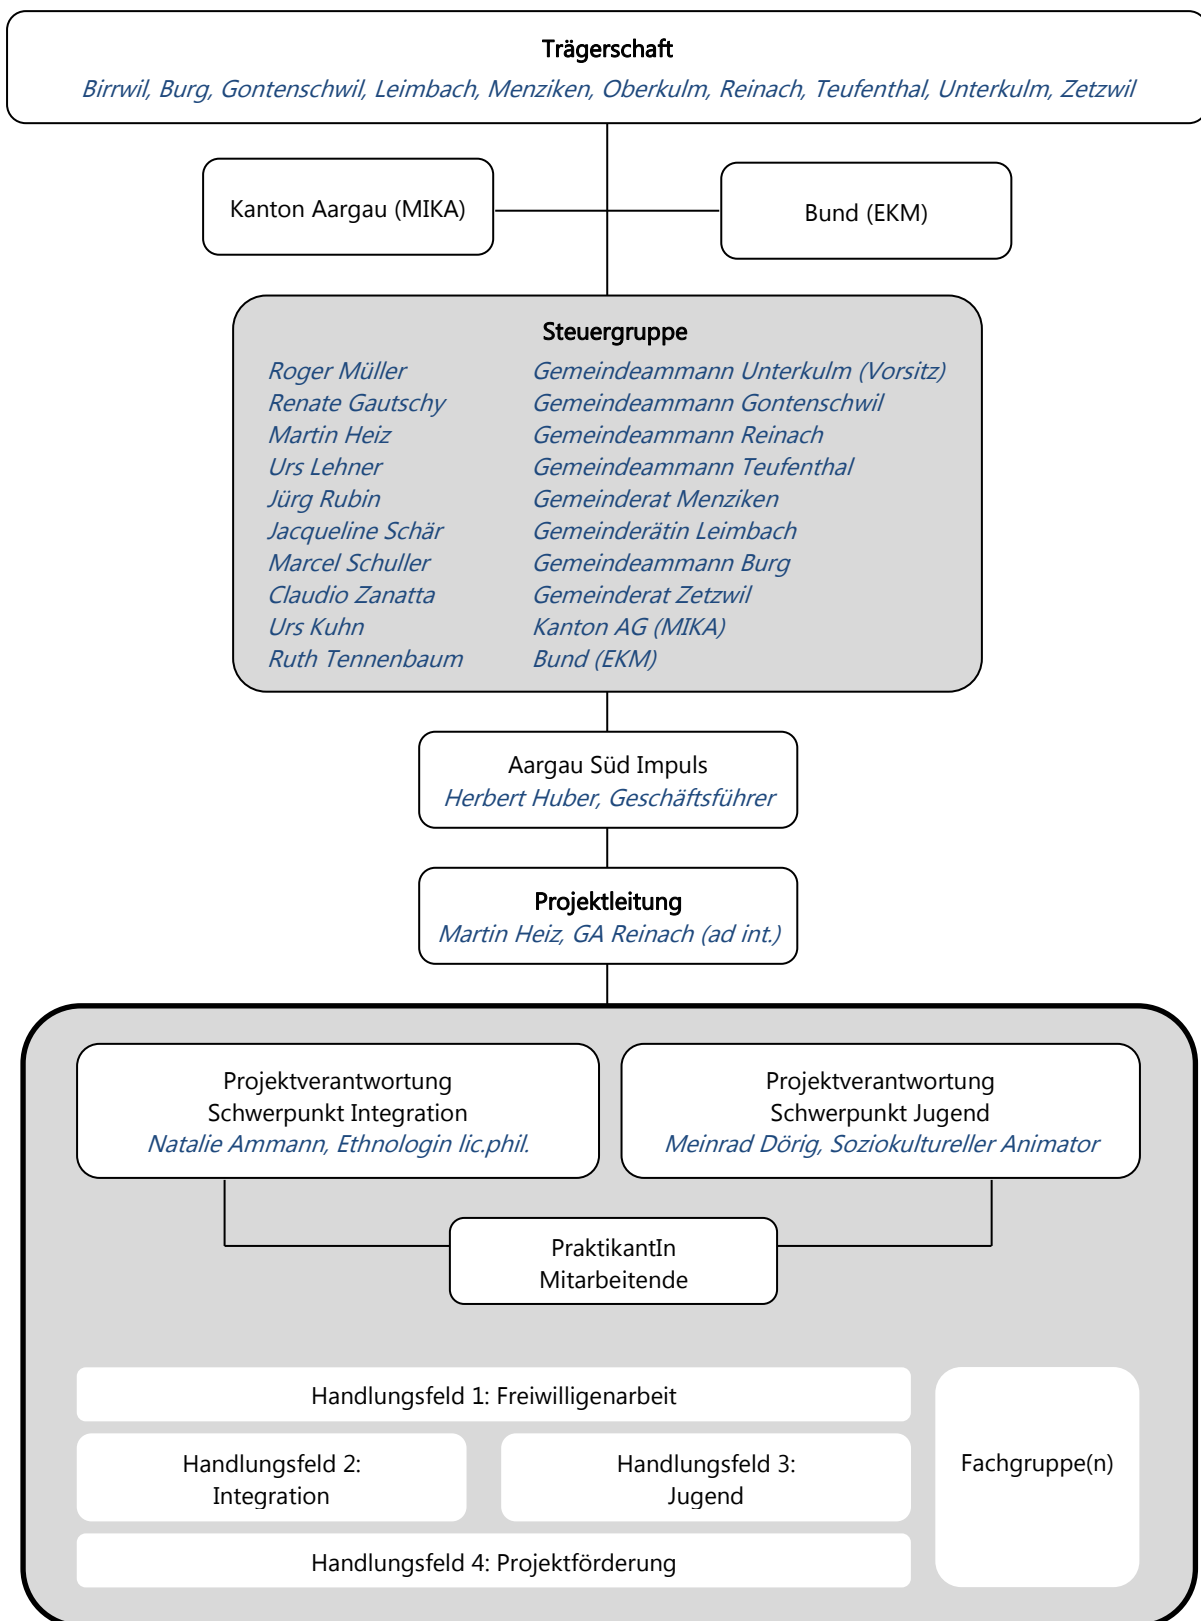 Trägerschaft
Birrwil, Burg, Gontenschwil, Leimbach, Menziken, Oberkulm, Reinach, Teufenthal, Unterkulm, Zetzwil
Kanton Aargau (MIKA)
Bund (EKM)
Steuergruppe
Roger Müller Gemeindeammann Unterkulm (Vorsitz)
Renate Gautschy Gemeindeammann Gontenschwil
Martin Heiz Gemeindeammann Reinach
Urs Lehner Gemeindeammann Teufenthal
Jürg Rubin Gemeinderat Menziken
Jacqueline Schär Gemeinderätin Leimbach
Marcel Schuller Gemeindeammann Burg
Claudio Zanatta Gemeinderat Zetzwil
Urs Kuhn Kanton AG (MIKA)
Ruth Tennenbaum Bund (EKM)
Aargau Süd Impuls
Herbert Huber, Geschäftsführer
Projektleitung
Martin Heiz, GA Reinach (ad int.)
Projektverantwortung
Schwerpunkt Integration
Natalie Ammann, Ethnologin lic.phil.
Projektverantwortung
Schwerpunkt Jugend
Meinrad Dörig, Soziokultureller Animator
PraktikantIn
Mitarbeitende
Handlungsfeld 1: Freiwilligenarbeit
Handlungsfeld 2:
Integration
Handlungsfeld 3:
Jugend
Fachgruppe(n)
Handlungsfeld 4: Projektförderung